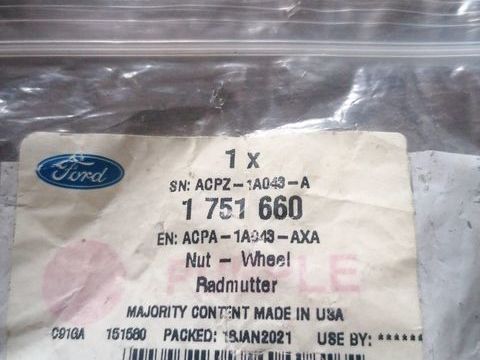 Ford
1 x
SN: ACPZ-1A043-A
1 751 660
EN: ACPA-1A043-AXA
Nut - Wheel
Radmutter
MAJORITY CONTENT MADE IN USA
C91GA 151580 PACKED: 18JAN2021 USE BY: ******